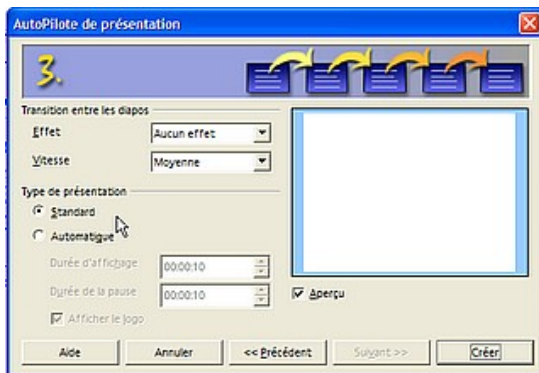 AutoPilote de présentation
3.
Transition entre les diapos
Effet Aucun effet
Vitesse Moyenne
Type de présentation
Standard
Automatique
Durée d'affichage 00:00:10
Durée de la pause 00:00:10
Aperçu
Afficher le logo
Aide Annuler << Précédent Suivant >> Créer